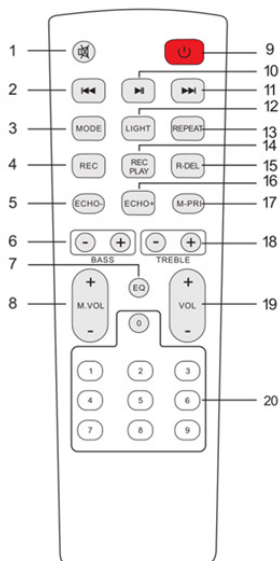 1
9
10
2
11
12
3
MODE
LIGHT
REPEAT
13
14
4
REC
REC
PLAY
R-DEL
15
16
5
ECHO-
ECHO+
M-PRI
17
6
- +
- +
18
BASS
TREBLE
7
EQ
8
+
M.VOL
-
+
VOL
-
19
0
1 2 3
4 5 6
20
7 8 9